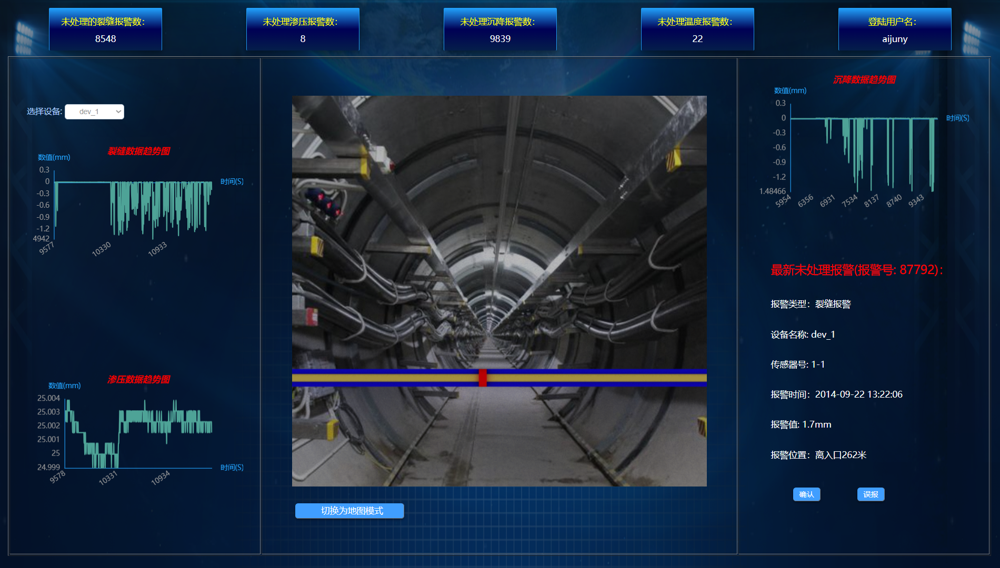 未处理的裂缝报警数:
8548
未处理渗压报警数:
8
未处理沉降报警数:
9839
未处理温度报警数:
22
登陆用户名:
aijuny
选择设备:
dev_1
裂缝数据趋势图
数值(mm)
0.3
0
-0.3
-0.6
-0.9
-1.2
4942
时间(S)
9577
10330
10933
渗压数据趋势图
数值(mm)
25.004
25.003
25.002
25.001
25
24.999
时间(S)
9578
10331
10934
切换为地图模式
沉降数据趋势图
数值(mm)
0.3
0
-0.3
-0.6
-0.9
-1.2
1.48466
时间(S)
5954
6356
6931
7534
8137
8740
9343
最新未处理报警(报警号: 87792):
报警类型：裂缝报警
设备名称: dev_1
传感器号: 1-1
报警时间：2014-09-22 13:22:06
报警值: 1.7mm
报警位置：离入口262米
确认
误报